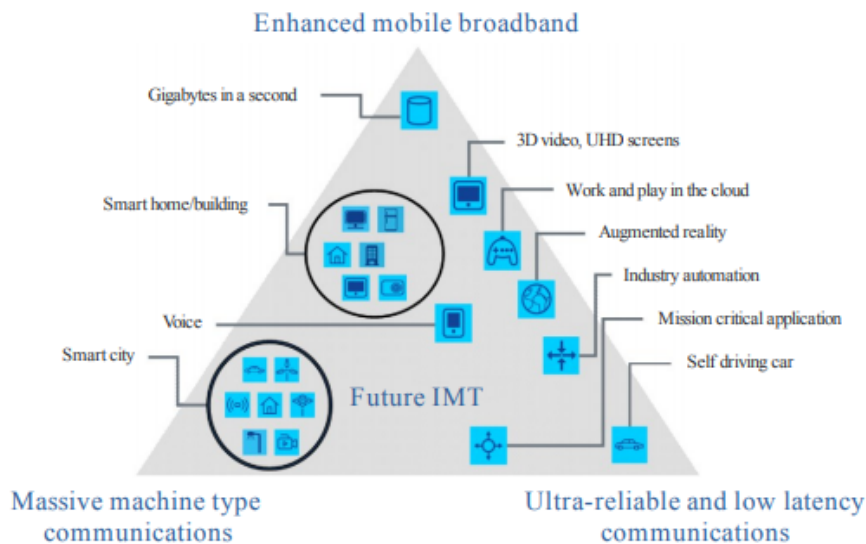 Enhanced mobile broadband
Gigabytes in a second
3D video, UHD screens
Work and play in the cloud
Smart home/building
Augmented reality
Industry automation
Voice
Mission critical application
Smart city
Self driving car
Future IMT
Massive machine type
communications
Ultra-reliable and low latency
communications